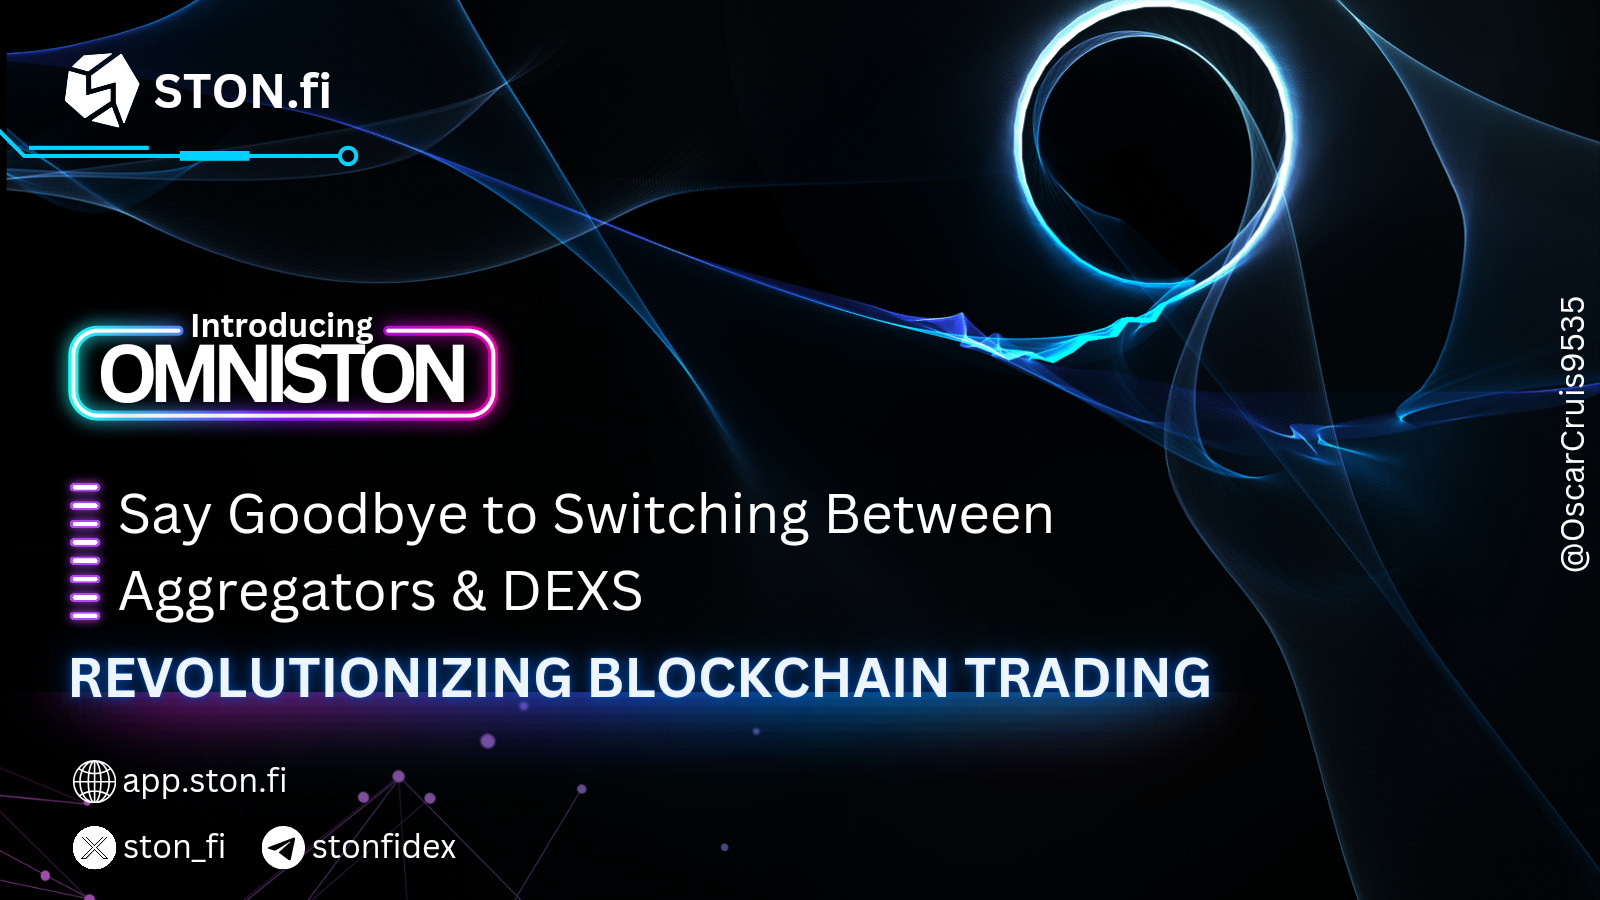 STON.fi
Introducing
OMNISTON
Say Goodbye to Switching Between
Aggregators & DEXS
REVOLUTIONIZING BLOCKCHAIN TRADING
app.ston.fi
ston_fi stonfidex
@OscarCruis9535